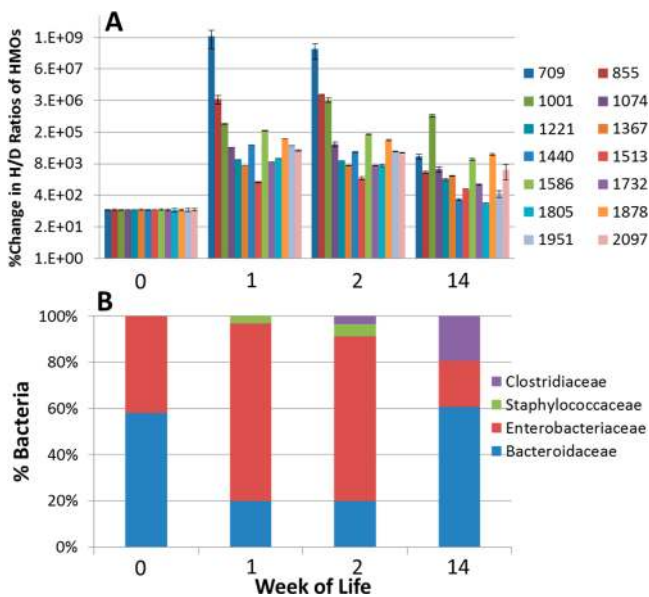 A
%Change in H/D Ratios of HMOs
1.E+09
6.E+07
3.E+06
2.E+05
8.E+03
4.E+02
2.E+01
1.E+00
0 1 2 14
709 855
1001 1074
1221 1367
1440 1513
1586 1732
1805 1878
1951 2097
B
% Bacteria
100%
80%
60%
40%
20%
0%
Clostridiaceae
Staphylococcaceae
Enterobacteriaceae
Bacteroidaceae
0 1 2 14
Week of Life